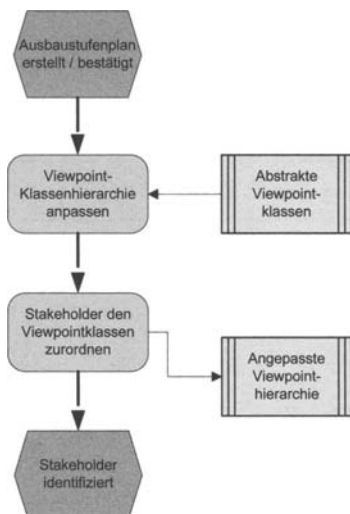 Ausbaustufenplan
erstellt / bestätigt
Viewpoint-
Klassenhierarchie
anpassen
Abstrakte
Viewpoint-
klassen
Stakeholder den
Viewpointklassen
zurordnen
Angepasste
Viewpoint-
hierarchie
Stakeholder
identifiziert